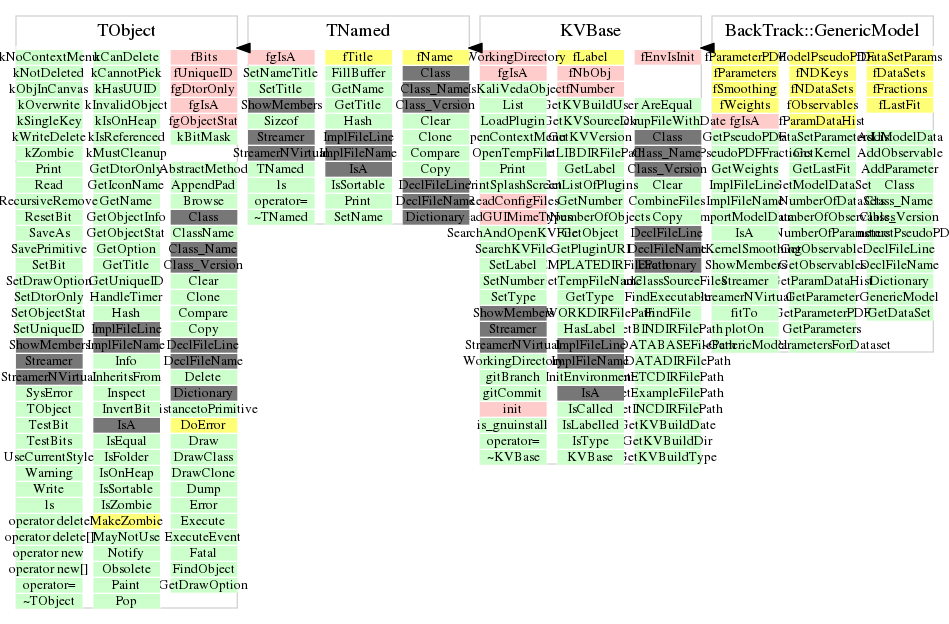 TObject
kNoContextMenu
kNotDeleted
kObjInCanvas
kOverwrite
kSingleKey
kWriteDelete
kZombie
Print
Read
RecursiveRemove
ResetBit
SaveAs
SavePrimitive
SetBit
SetDrawOption
SetDtorOnly
SetObjectStat
SetUniqueID
ShowMembers
Streamer
StreamerNVirtual
SysError
TObject
TestBit
TestBits
UseCurrentStyle
Warning
Write
ls
operator delete
operator delete[]
operator new
operator new[]
operator=
~TObject
kCanDelete
kCannotPick
kHasUUID
kInvalidObject
kIsOnHeap
kIsReferenced
kMustCleanup
GetDtorOnly
GetIconName
GetName
GetObjectInfo
GetObjectStat
GetOption
GetTitle
GetUniqueID
HandleTimer
Hash
ImplFileLine
ImplFileName
Info
InheritsFrom
Inspect
InvertBit
IsA
IsEqual
IsFolder
IsOnHeap
IsSortable
IsZombie
MakeZombie
MayNotUse
Notify
Obsolete
Paint
Pop
fBits
fUniqueID
fgDtorOnly
fgIsA
fgObjectStat
kBitMask
AbstractMethod
AppendPad
Browse
Class
ClassName
Class_Name
Class_Version
Clear
Clone
Compare
Copy
DeclFileLine
DeclFileName
Delete
Dictionary
DistancetoPrimitive
DoError
Draw
DrawClass
DrawClone
Dump
Error
Execute
ExecuteEvent
Fatal
FindObject
GetDrawOption
TNamed
fgIsA
SetNameTitle
SetTitle
ShowMembers
Sizeof
Streamer
StreamerNVirtual
TNamed
ls
operator=
~TNamed
fTitle
FillBuffer
GetName
GetTitle
Hash
ImplFileLine
ImplFileName
IsA
IsSortable
Print
SetName
fName
Class
Class_Name
Class_Version
Clear
Clone
Compare
Copy
DeclFileLine
DeclFileName
Dictionary
KVBase
WorkingDirectory
fgIsA
IsKaliVedaObject
List
LoadPlugin
OpenContextMenu
OpenTempFile
Print
PrintSplashScreen
ReadConfigFiles
ReadGUIMimeTypes
SearchAndOpenKVFile
SearchKVFile
SetLabel
SetNumber
SetType
ShowMembers
Streamer
StreamerNVirtual
WorkingDirectory
gitBranch
gitCommit
init
is_gnuinstall
operator=
~KVBase
fLabel
fNbObj
fNumber
GetKVBuildUser
GetKVSourceDir
GetKVVersion
GetLIBDIRFilePath
GetLabel
GetListOfPlugins
GetNumber
GetNumberOfObjects
GetObject
GetPluginURI
GetTEMPLATEDIRFilePath
GetTempFileName
GetType
GetWORKDIRFilePath
HasLabel
ImplFileLine
ImplFileName
InitEnvironment
IsA
IsCalled
IsLabelled
IsType
KVBase
fEnvIsInit
AreEqual
BackupFileWithDate
Class
Class_Name
Class_Version
Clear
CombineFiles
Copy
DeclFileLine
DeclFileName
Dictionary
FindClassSourceFiles
FindExecutable
FindFile
GetBINDIRFilePath
GetDATABASEFilePath
GetDATADIRFilePath
GetETCDIRFilePath
GetExampleFilePath
GetINCDIRFilePath
GetKVBuildDate
GetKVBuildDir
GetKVBuildType
BackTrack::GenericModel
fParameterPDF
fParameters
fSmoothing
fWeights
fgIsA
GetPseudoPDF
GetPseudoPDFFractions
GetWeights
ImplFileLine
ImplFileName
ImportModelData
IsA
KernelSmoothing
ShowMembers
Streamer
StreamerNVirtual
fitTo
plotOn
~GenericModel
fModelPseudoPDF
fNDKeys
fNDataSets
fObservables
fParamDataHist
GetKernel
GetLastFit
GetModelDataSet
GetNumberOfDataSets
GetNumberOfObservables
GetNumberOfParameters
GetObservable
GetObservables
GetParamDataHist
GetParameter
GetParameterPDF
GetParameters
GetParametersForDataset
fDataSetParams
fDataSets
fFractions
fLastFit
AddModelData
AddObservable
AddParameter
Class
Class_Name
Class_Version
ConstructPseudoPDF
DeclFileLine
DeclFileName
Dictionary
GenericModel
GetDataSet